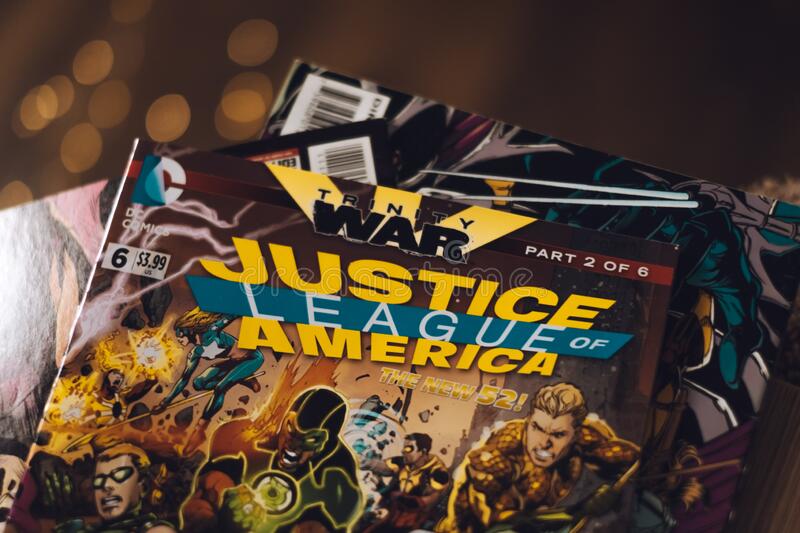 DC COMICS
6 $3.99
US
TRINITY
WAR
PART 2 OF 6
JUSTICE
LEAGUE OF
AMERICA
THE NEW 52!
dreamstime